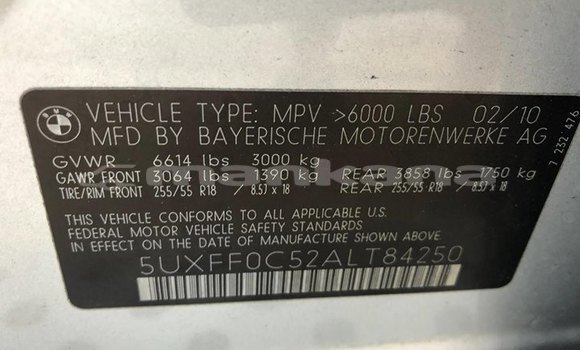 BMW
VEHICLE TYPE: MPV >6000 LBS 02/10
MFD BY BAYERISCHE MOTORENWERKE AG
GVWR 6614 lbs 3000 kg
GAWR FRONT 3064 lbs 1390 kg REAR 3858 lbs 1750 kg
TIRE/RIM FRONT 255/55 R18 / 8.5J x 18 REAR 255/55 R18 / 8.5J x 18
THIS VEHICLE CONFORMS TO ALL APPLICABLE U.S.
FEDERAL MOTOR VEHICLE SAFETY STANDARDS
IN EFFECT ON THE DATE OF MANUFACTURE SHOWN ABOVE
5UXFF0C52ALT84250
7 232 476